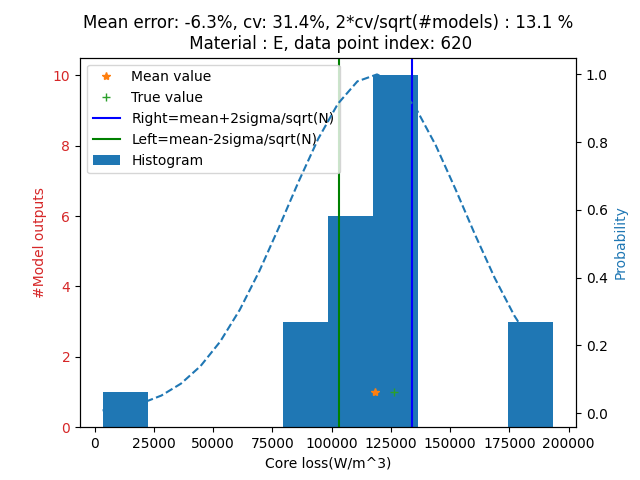 Mean error: -6.3%, cv: 31.4%, 2*cv/sqrt(#models) : 13.1 %
Material : E, data point index: 620
Mean value
True value
Right=mean+2sigma/sqrt(N)
Left=mean-2sigma/sqrt(N)
Histogram
#Model outputs
10
8
6
4
2
0
Probability
1.0
0.8
0.6
0.4
0.2
0.0
0 25000 50000 75000 100000 125000 150000 175000 200000
Core loss(W/m^3)